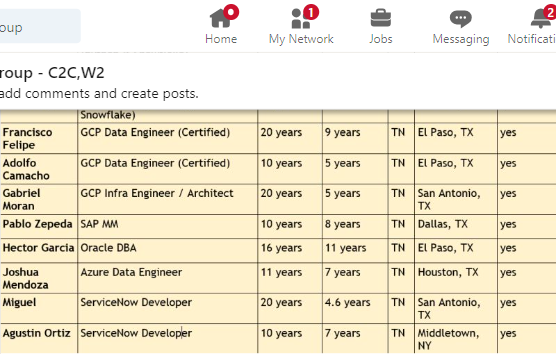 oup
1
2
Home My Network Jobs Messaging Notificati
roup - C2C,W2
add comments and create posts.
Snowflake)
Francisco Felipe GCP Data Engineer (Certified) 20 years 9 years TN El Paso, TX yes
Adolfo Camacho GCP Data Engineer (Certified) 10 years 5 years TN El Paso, TX yes
Gabriel Moran GCP Infra Engineer / Architect 20 years 5 years TN San Antonio, TX yes
Pablo Zepeda SAP MM 10 years 8 years TN Dallas, TX yes
Hector Garcia Oracle DBA 16 years 11 years TN El Paso, TX yes
Joshua Mendoza Azure Data Engineer 11 years 7 years TN Houston, TX yes
Miguel ServiceNow Developer 20 years 4.6 years TN San Antonio, TX yes
Agustin Ortiz ServiceNow Developer 10 years 7 years TN Middletown, NY yes